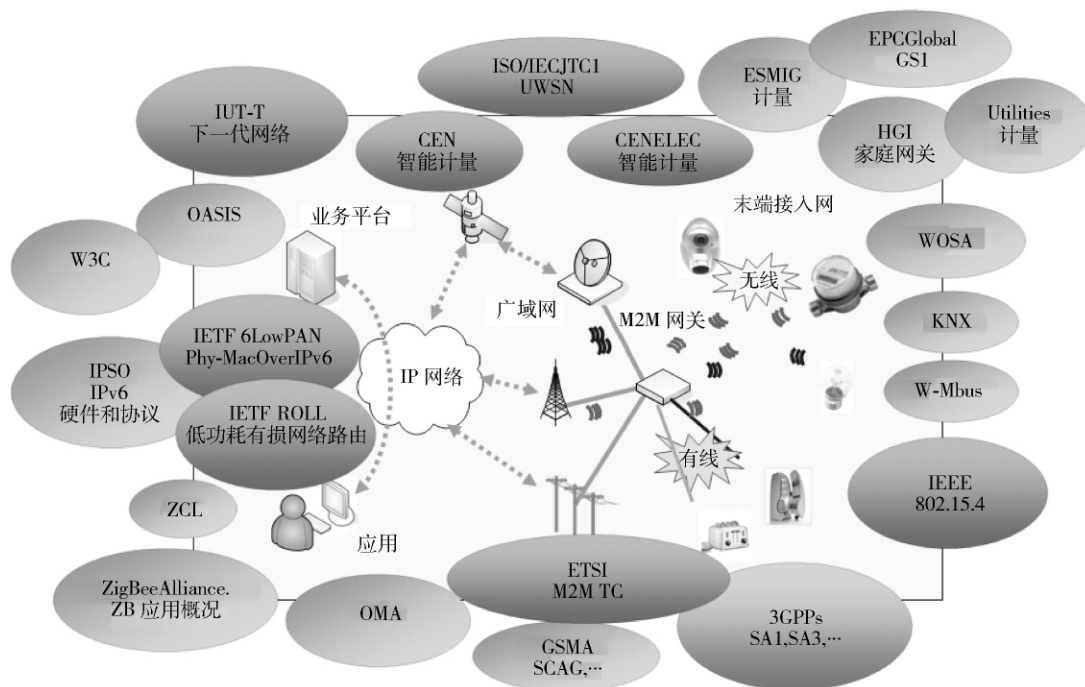 EPCGlobal
GS1
ISO/IECJTC1
UWSN
ESMIG
计量
IUT-T
下一代网络
Utilities
计量
CEN
智能计量
CENELEC
智能计量
HGI
家庭网关
OASIS
业务平台
末端接入网
W3C
WOSA
无线
广域网
M2M 网关
KNX
IETF 6LowPAN
Phy-MacOverIPv6
IP 网络
IPSO
IPv6
硬件和协议
W-Mbus
IETF ROLL
低功耗有损网络路由
有线
IEEE
802.15.4
ZCL
应用
ETSI
M2M TC
ZigBeeAlliance.
ZB 应用概况
OMA
3GPPs
SA1,SA3,…
GSMA
SCAG,…